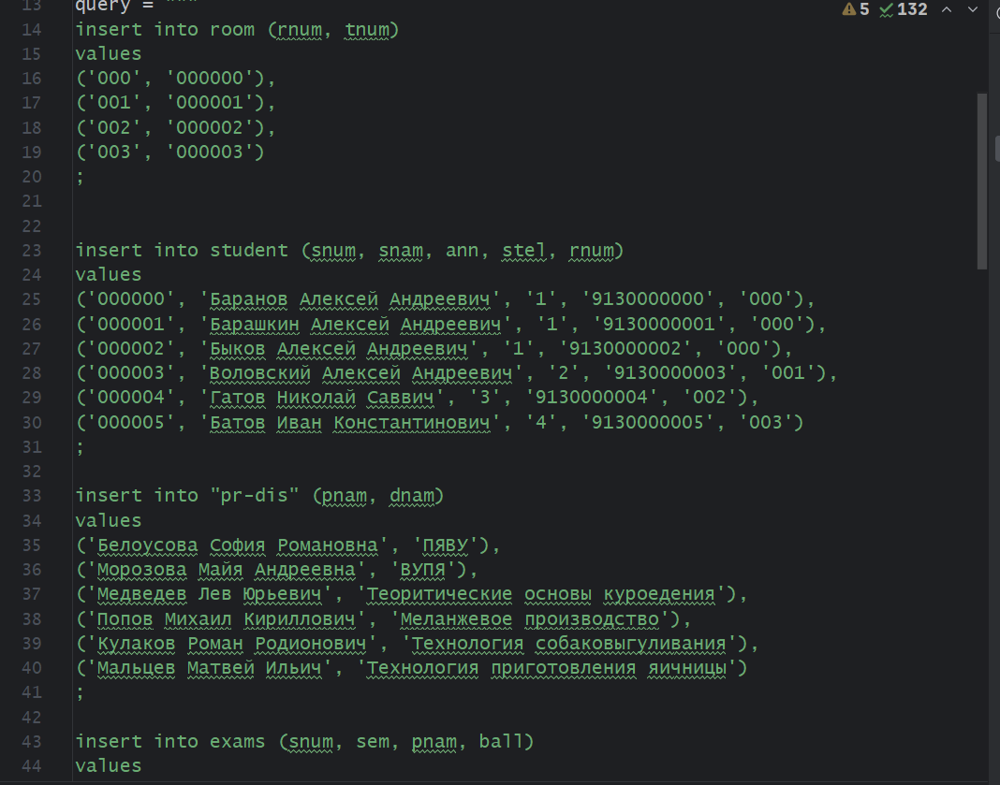 5 132
13 query = """
14 insert into room (rnum, tnum)
15 values
16 ('000', '000000'),
17 ('001', '000001'),
18 ('002', '000002'),
19 ('003', '000003')
20 ;
21
22
23 insert into student (snum, snam, ann, stel, rnum)
24 values
25 ('000000', 'Баранов Алексей Андреевич', '1', '9130000000', '000'),
26 ('000001', 'Барашкин Алексей Андреевич', '1', '9130000001', '000'),
27 ('000002', 'Быков Алексей Андреевич', '1', '9130000002', '000'),
28 ('000003', 'Воловский Алексей Андреевич', '2', '9130000003', '001'),
29 ('000004', 'Гатов Николай Саввич', '3', '9130000004', '002'),
30 ('000005', 'Батов Иван Константинович', '4', '9130000005', '003')
31 ;
32
33 insert into "pr-dis" (pnam, dnam)
34 values
35 ('Белоусова София Романовна', 'ПЯВУ'),
36 ('Морозова Майя Андреевна', 'ВУПЯ'),
37 ('Медведев Лев Юрьевич', 'Теоритические основы куроедения'),
38 ('Попов Михаил Кириллович', 'Меланжевое производство'),
39 ('Кулаков Роман Родионович', 'Технология собаковыгуливания'),
40 ('Мальцев Матвей Ильич', 'Технология приготовления яичницы')
41 ;
42
43 insert into exams (snum, sem, pnam, ball)
44 values